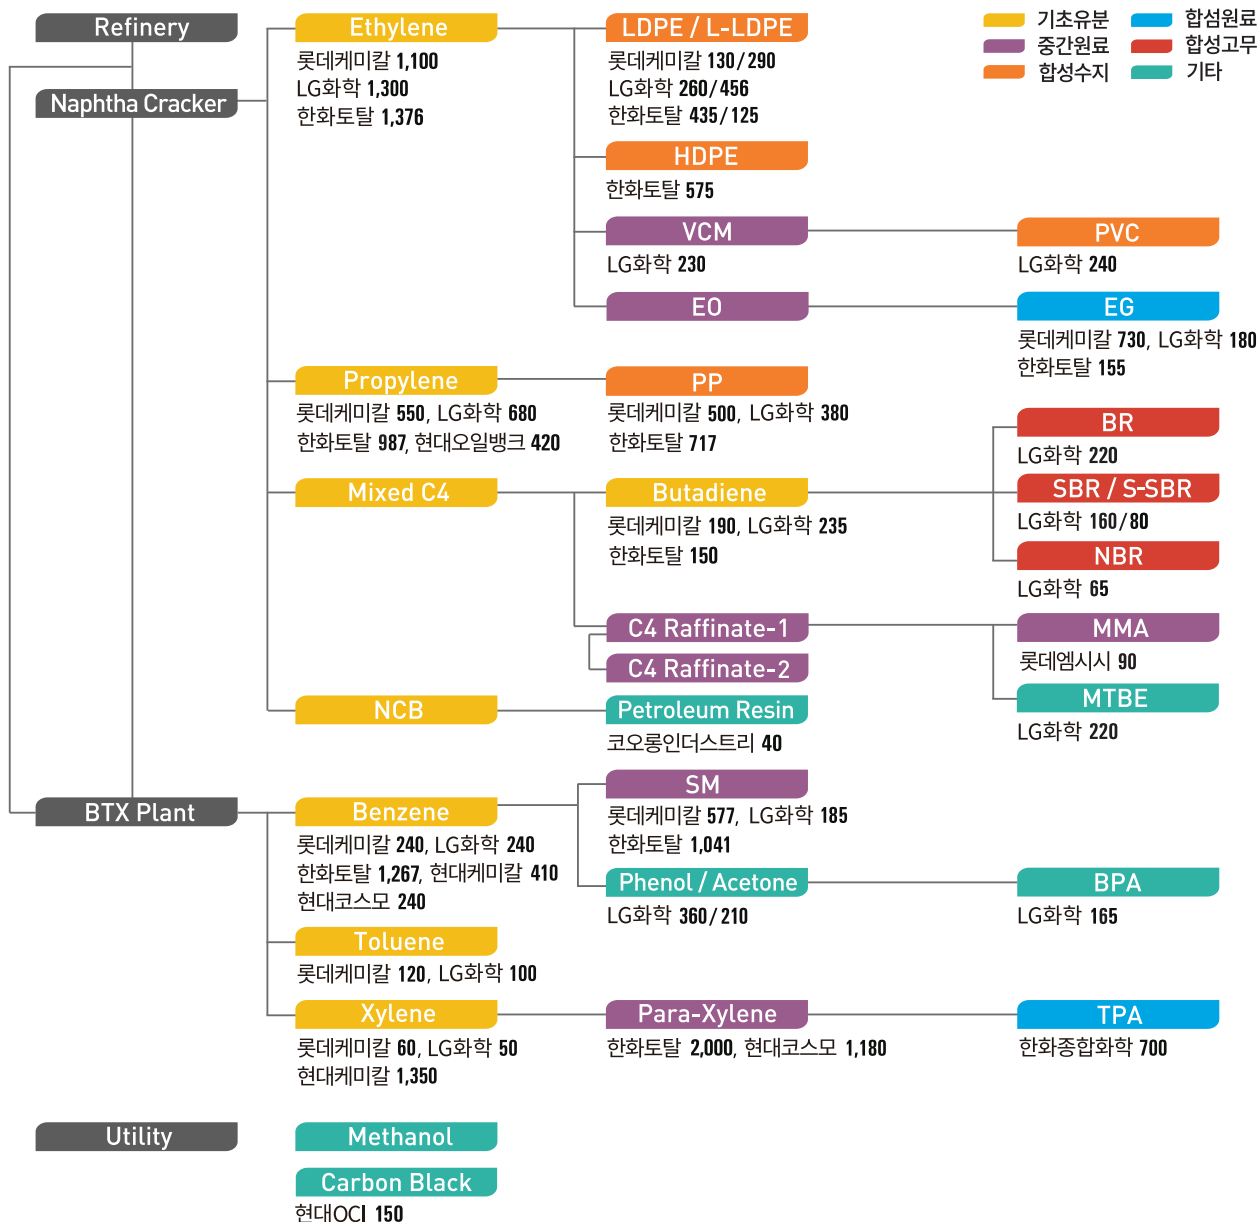 Refinery
Naphtha Cracker
Ethylene
롯데케미칼 1,100
LG화학 1,300
한화토탈 1,376
LDPE / L-LDPE
롯데케미칼 130/290
LG화학 260/456
한화토탈 435/125
기초유분
합섬원료
중간원료
합성고무
합성수지
기타
HDPE
한화토탈 575
VCM
LG화학 230
PVC
LG화학 240
EO
EG
롯데케미칼 730, LG화학 180
한화토탈 155
Propylene
롯데케미칼 550, LG화학 680
한화토탈 987, 현대오일뱅크 420
PP
롯데케미칼 500, LG화학 380
한화토탈 717
Mixed C4
Butadiene
롯데케미칼 190, LG화학 235
한화토탈 150
BR
LG화학 220
SBR / S-SBR
LG화학 160/80
NBR
LG화학 65
C4 Raffinate-1
C4 Raffinate-2
MMA
롯데엠시시 90
MTBE
LG화학 220
NCB
Petroleum Resin
코오롱인더스트리 40
BTX Plant
Benzene
롯데케미칼 240, LG화학 240
한화토탈 1,267, 현대케미칼 410
현대코스모 240
SM
롯데케미칼 577, LG화학 185
한화토탈 1,041
Phenol / Acetone
LG화학 360/210
BPA
LG화학 165
Toluene
롯데케미칼 120, LG화학 100
Xylene
롯데케미칼 60, LG화학 50
현대케미칼 1,350
Para-Xylene
한화토탈 2,000, 현대코스모 1,180
TPA
한화종합화학 700
Utility
Methanol
Carbon Black
현대OCI 150